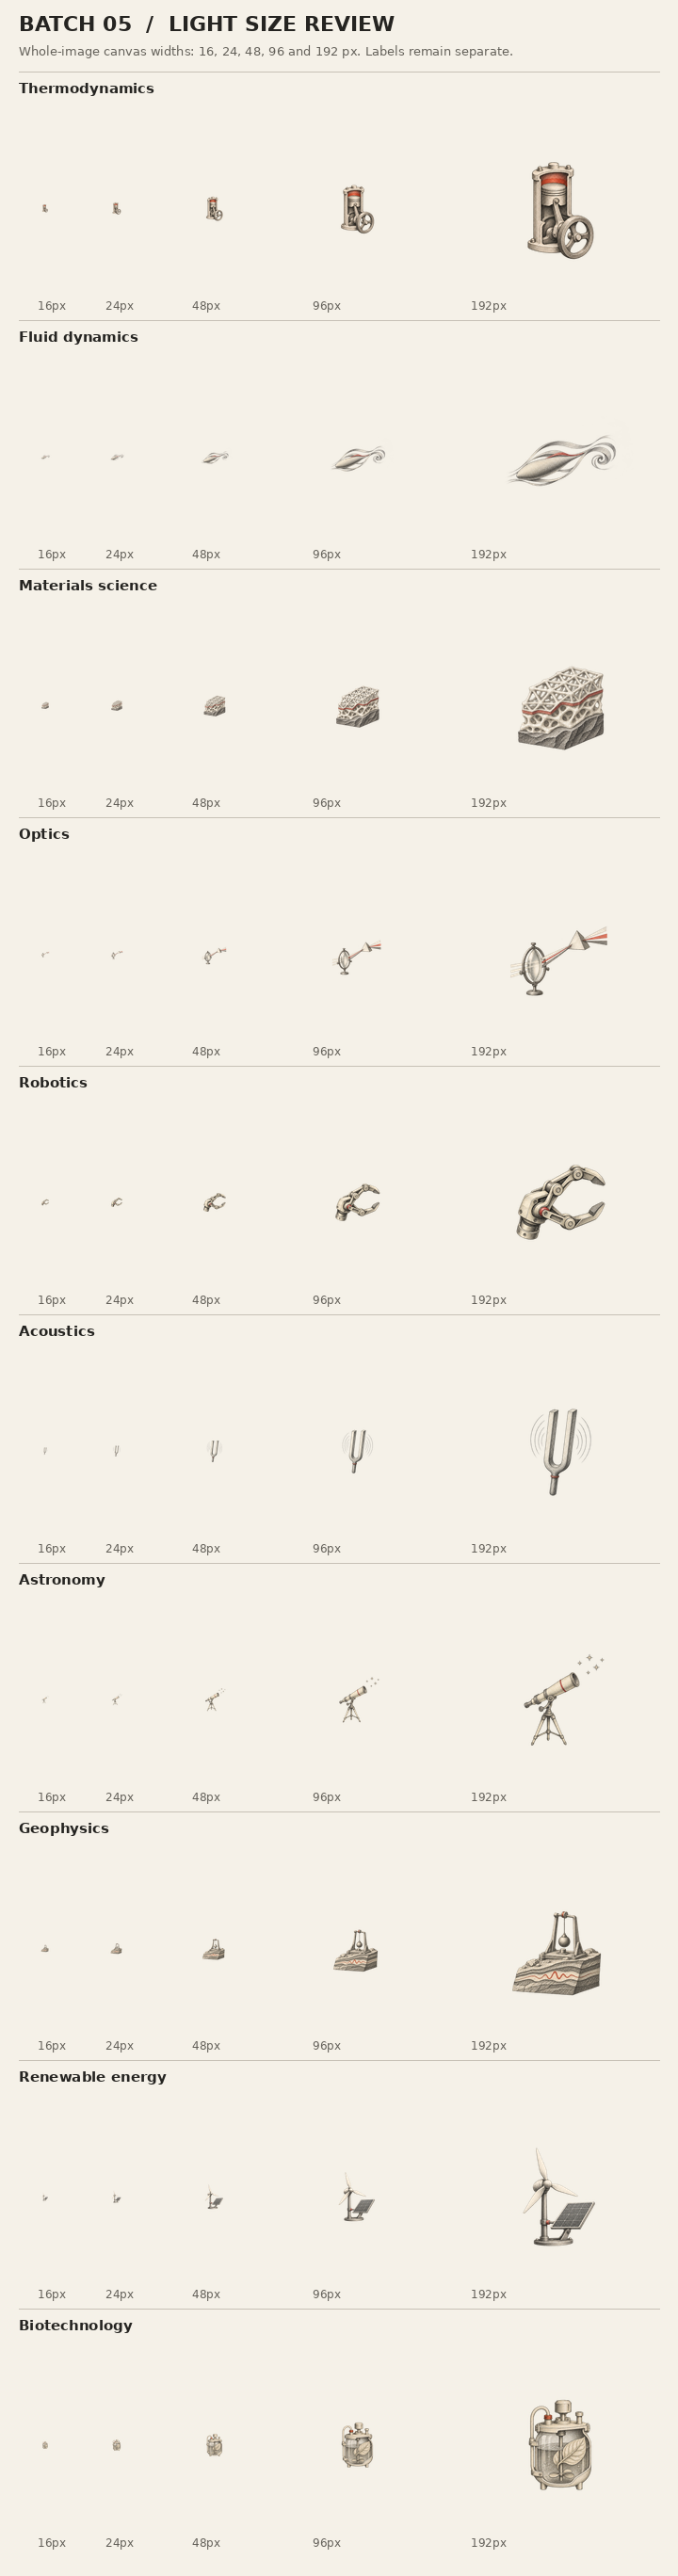 BATCH 05 / LIGHT SIZE REVIEW
Whole-image canvas widths: 16, 24, 48, 96 and 192 px. Labels remain separate.
Thermodynamics
16px 24px 48px 96px 192px
Fluid dynamics
16px 24px 48px 96px 192px
Materials science
16px 24px 48px 96px 192px
Optics
16px 24px 48px 96px 192px
Robotics
16px 24px 48px 96px 192px
Acoustics
16px 24px 48px 96px 192px
Astronomy
16px 24px 48px 96px 192px
Geophysics
16px 24px 48px 96px 192px
Renewable energy
16px 24px 48px 96px 192px
Biotechnology
16px 24px 48px 96px 192px